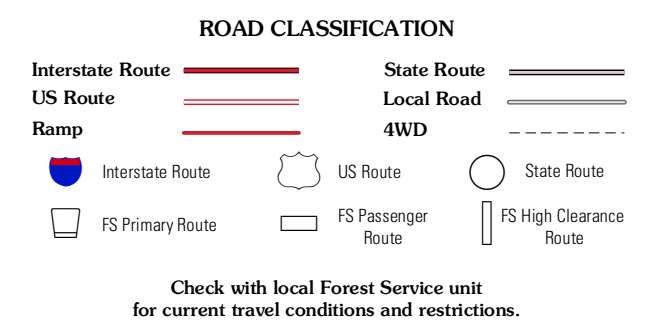 ROAD CLASSIFICATION
Interstate Route
State Route
US Route
Local Road
Ramp
4WD
Interstate Route
US Route
State Route
FS Primary Route
FS Passenger
Route
FS High Clearance
Route
Check with local Forest Service unit
for current travel conditions and restrictions.